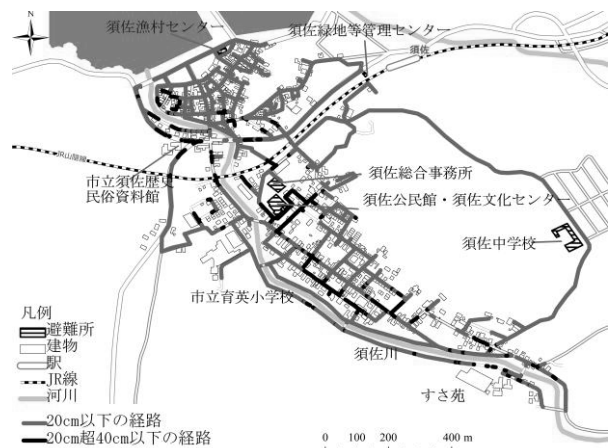 須佐漁村センター
須佐緑地等管理センター
須佐
JR山陰線
市立須佐歴史
民俗資料館
須佐総合事務所
須佐公民館・須佐文化センター
須佐中学校
市立育英小学校
須佐川
すさ苑
凡例
避難所
建物
駅
JR線
河川
20cm以下の経路
20cm超40cm以下の経路
0 100 200 400 m